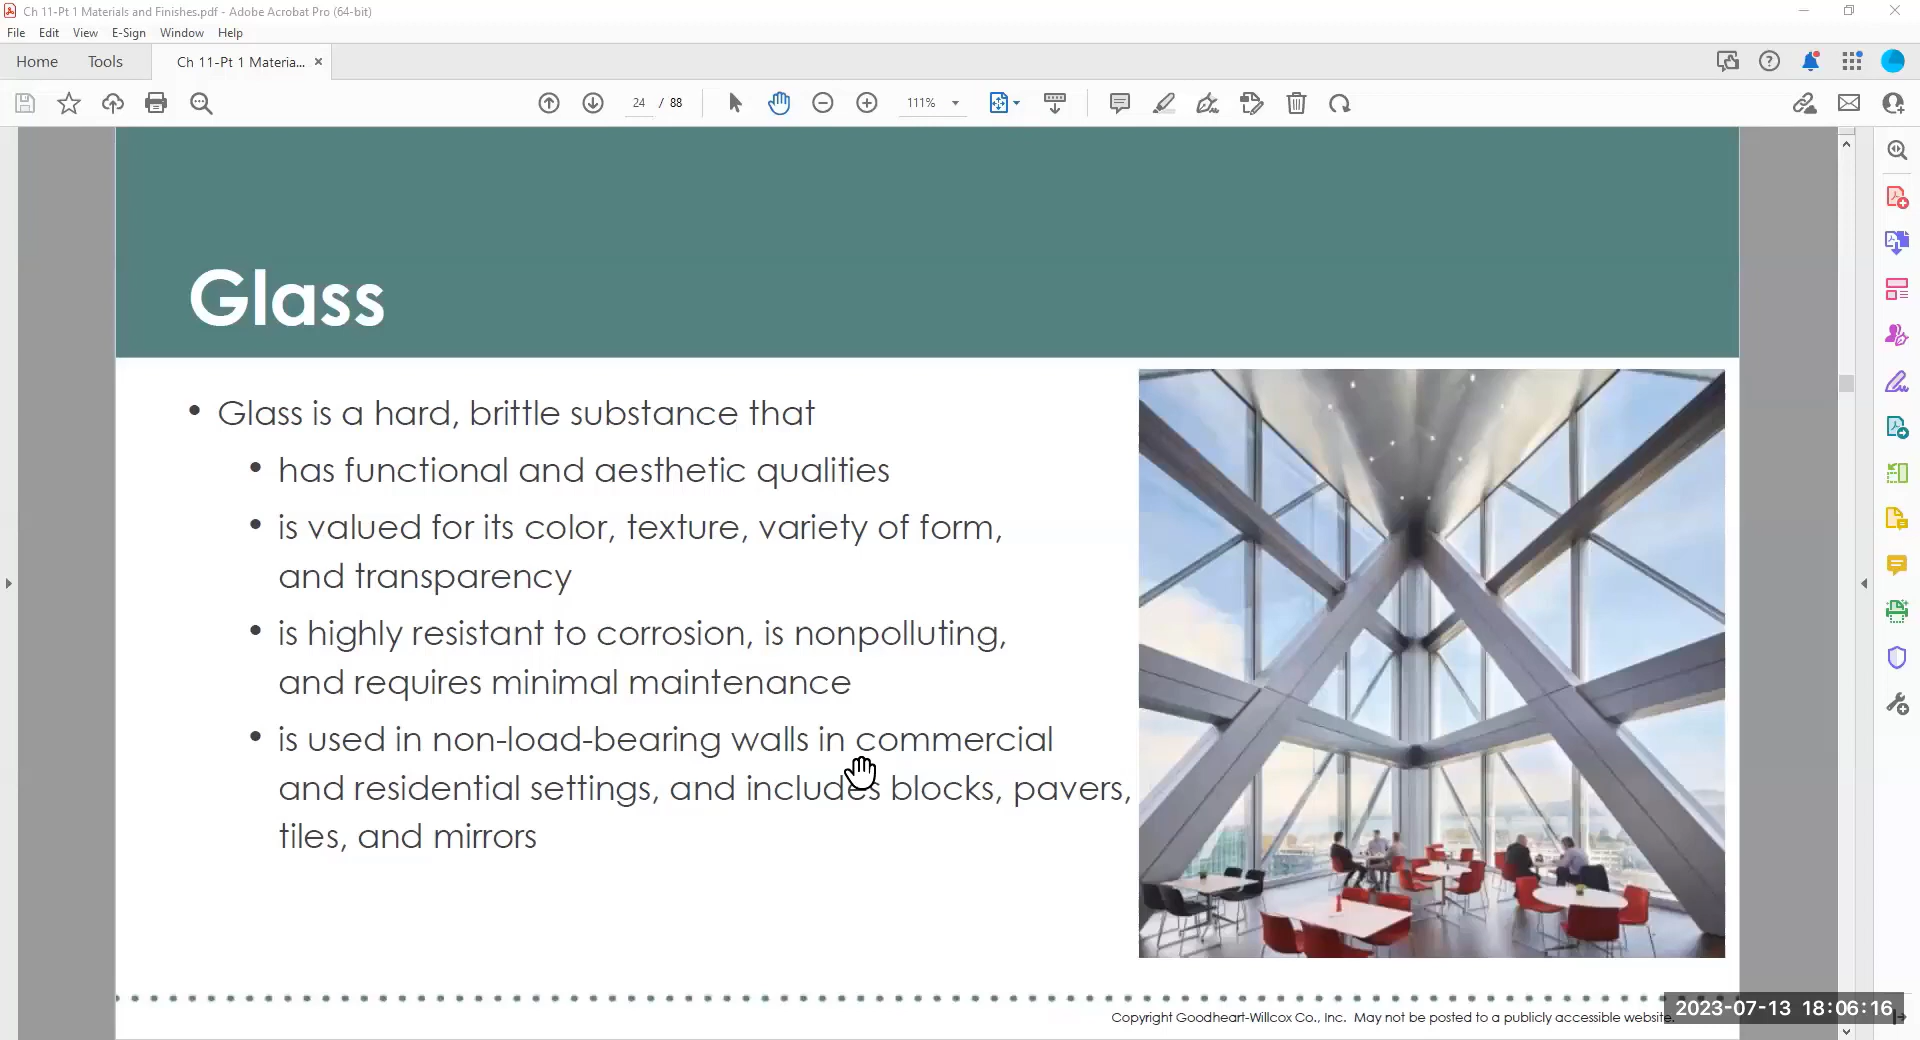 Ch 11-Pt 1 Materials and Finishes.pdf - Adobe Acrobat Pro (64-bit)
File Edit View E-Sign Window Help
Home Tools Ch 11-Pt 1 Materia... ×
24 / 88 111%
Glass
• Glass is a hard, brittle substance that
• has functional and aesthetic qualities
• is valued for its color, texture, variety of form,
and transparency
• is highly resistant to corrosion, is nonpolluting,
and requires minimal maintenance
• is used in non-load-bearing walls in commercial
and residential settings, and includes blocks, pavers,
tiles, and mirrors
2023-07-13 18:06:16
Copyright Goodheart-Willcox Co., Inc. May not be posted to a publicly accessible website.